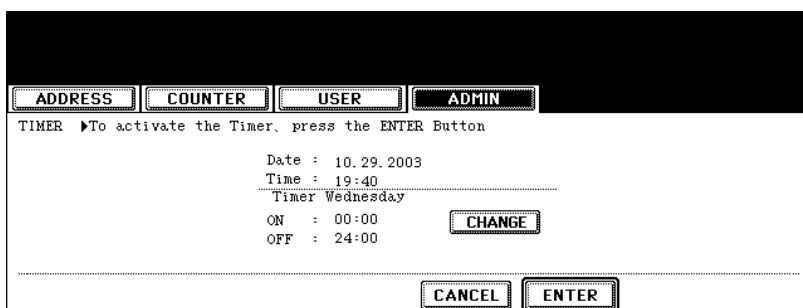 ADDRESS COUNTER USER ADMIN
TIMER ▶To activate the Timer, press the ENTER Button
Date : 10.29.2003
Time : 19:40
Timer Wednesday
ON : 00:00 CHANGE
OFF : 24:00
CANCEL ENTER